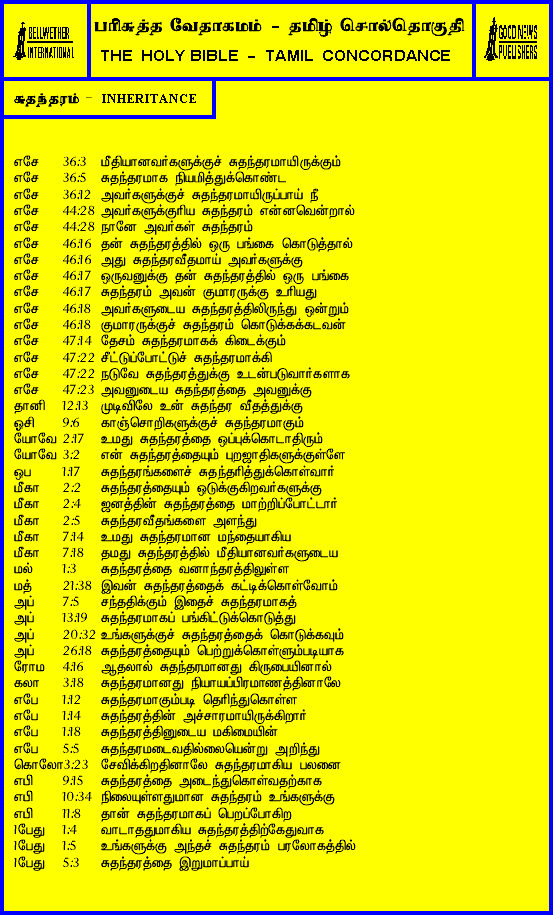 BELLWETHER
INTERNATIONAL
பரிசுத்த வேதாகமம் - தமிழ் சொல்தொகுதி
THE HOLY BIBLE - TAMIL CONCORDANCE
GOOD NEWS
PUBLISHERS
சுதந்தரம் - INHERITANCE
எசே 36:3 மீதியானவர்களுக்குச் சுதந்தரமாயிருக்கும்
எசே 36:5 சுதந்தரமாக நியமித்துக்கொண்ட
எசே 36:12 அவர்களுக்குச் சுதந்தரமாயிருப்பாய் நீ
எசே 44:28 அவர்களுக்குரிய சுதந்தரம் என்னவென்றால்
எசே 44:28 நானே அவர்கள் சுதந்தரம்
எசே 46:16 தன் சுதந்தரத்தில் ஒரு பங்கை கொடுத்தால்
எசே 46:16 அது சுதந்தரவீதமாய் அவர்களுக்கு
எசே 46:17 ஒருவனுக்கு தன் சுதந்தரத்தில் ஒரு பங்கை
எசே 46:17 சுதந்தரம் அவன் குமாரருக்கு உரியது
எசே 46:18 அவர்களுடைய சுதந்தரத்திலிருந்து ஒன்றும்
எசே 46:18 குமாரருக்குச் சுதந்தரம் கொடுக்கக்கடவன்
எசே 47:14 தேசம் சுதந்தரமாகக் கிடைக்கும்
எசே 47:22 சீட்டுப்போட்டுச் சுதந்தரமாக்கி
எசே 47:22 நடுவே சுதந்தரத்துக்கு உடன்படுவார்களாக
எசே 47:23 அவனுடைய சுதந்தரத்தை அவனுக்கு
தானி 12:13 முடிவிலே உன் சுதந்தர வீதத்துக்கு
ஓசி 9:6 காஞ்சொறிகளுக்குச் சுதந்தரமாகும்
யோவே 2:17 உமது சுதந்தரத்தை ஒப்புக்கொடாதிரும்
யோவே 3:2 என் சுதந்தரத்தையும் புறஜாதிகளுக்குள்ளே
ஒப 1:17 சுதந்தரங்களைச் சுதந்தரித்துக்கொள்வார்
மீகா 2:2 சுதந்தரத்தையும் ஒடுக்குகிறவர்களுக்கு
மீகா 2:4 ஜனத்தின் சுதந்தரத்தை மாற்றிப்போட்டார்
மீகா 2:5 சுதந்தரவீதங்களை அளந்து
மீகா 7:14 உமது சுதந்தரமான மந்தையாகிய
மீகா 7:18 தமது சுதந்தரத்தில் மீதியானவர்களுடைய
மல் 1:3 சுதந்தரத்தை வனாந்தரத்திலுள்ள
மத் 21:38 இவன் சுதந்தரத்தைக் கட்டிக்கொள்வோம்
அப் 7:5 சந்ததிக்கும் இதைச் சுதந்தரமாகத்
அப் 13:19 சுதந்தரமாகப் பங்கிட்டுக்கொடுத்து
அப் 20:32 உங்களுக்குச் சுதந்தரத்தைக் கொடுக்கவும்
அப் 26:18 சுதந்தரத்தையும் பெற்றுக்கொள்ளும்படியாக
ரோம 4:16 ஆதலால் சுதந்தரமானது கிருபையினால்
கலா 3:18 சுதந்தரமானது நியாயப்பிரமாணத்தினாலே
எபே 1:12 சுதந்தரமாகும்படி தெரிந்துகொள்ள
எபே 1:14 சுதந்தரத்தின் அச்சாரமாயிருக்கிறார்
எபே 1:18 சுதந்தரத்தினுடைய மகிமையின்
எபே 5:5 சுதந்தரமடைவதில்லையென்று அறிந்து
கொலோ 3:23 சேவிக்கிறதினாலே சுதந்தரமாகிய பலனை
எபி 9:15 சுதந்தரத்தை அடைந்துகொள்வதற்காக
எபி 10:34 நிலையுள்ளதுமான சுதந்தரம் உங்களுக்கு
எபி 11:8 தான் சுதந்தரமாகப் பெறப்போகிற
1பேது 1:4 வாடாததுமாகிய சுதந்தரத்திற்கேதுவாக
1பேது 1:5 உங்களுக்கு அந்தச் சுதந்தரம் பரலோகத்தில்
1பேது 5:3 சுதந்தரத்தை இறுமாப்பாய்